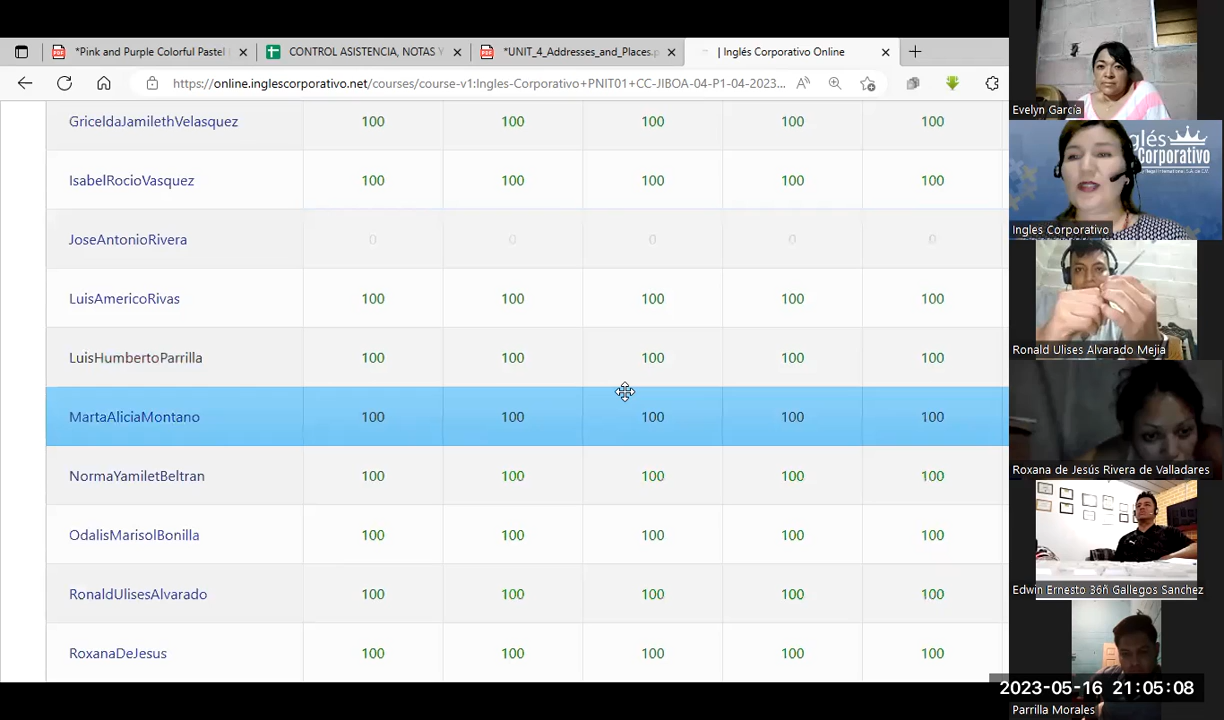 *Pink and Purple Colorful Pastel
CONTROL ASISTENCIA, NOTAS Y
*UNIT_4_Addresses_and_Places.p
| Inglés Corporativo Online
https://online.inglescorporativo.net/courses/course-v1:Ingles-Corporativo+PNIT01+CC-JIBOA-04-P1-04-2023...
GriceldaJamilethVelasquez 100 100 100 100 100
IsabelRocioVasquez 100 100 100 100 100
JoseAntonioRivera 0 0 0 0 0
LuisAmericoRivas 100 100 100 100 100
LuisHumbertoParrilla 100 100 100 100 100
MartaAliciaMontano 100 100 100 100 100
NormaYamiletBeltran 100 100 100 100 100
OdalisMarisolBonilla 100 100 100 100 100
RonaldUlisesAlvarado 100 100 100 100 100
RoxanaDeJesus 100 100 100 100 100
Evelyn García
glés
Corporativo
Ingles Corporativo
Ronald Ulises Alvarado Mejia
Roxana de Jesús Rivera de Valladares
Edwin Ernesto 36ñ Gallegos Sanchez
2023-05-16 21:05:08
Parrilla Morales